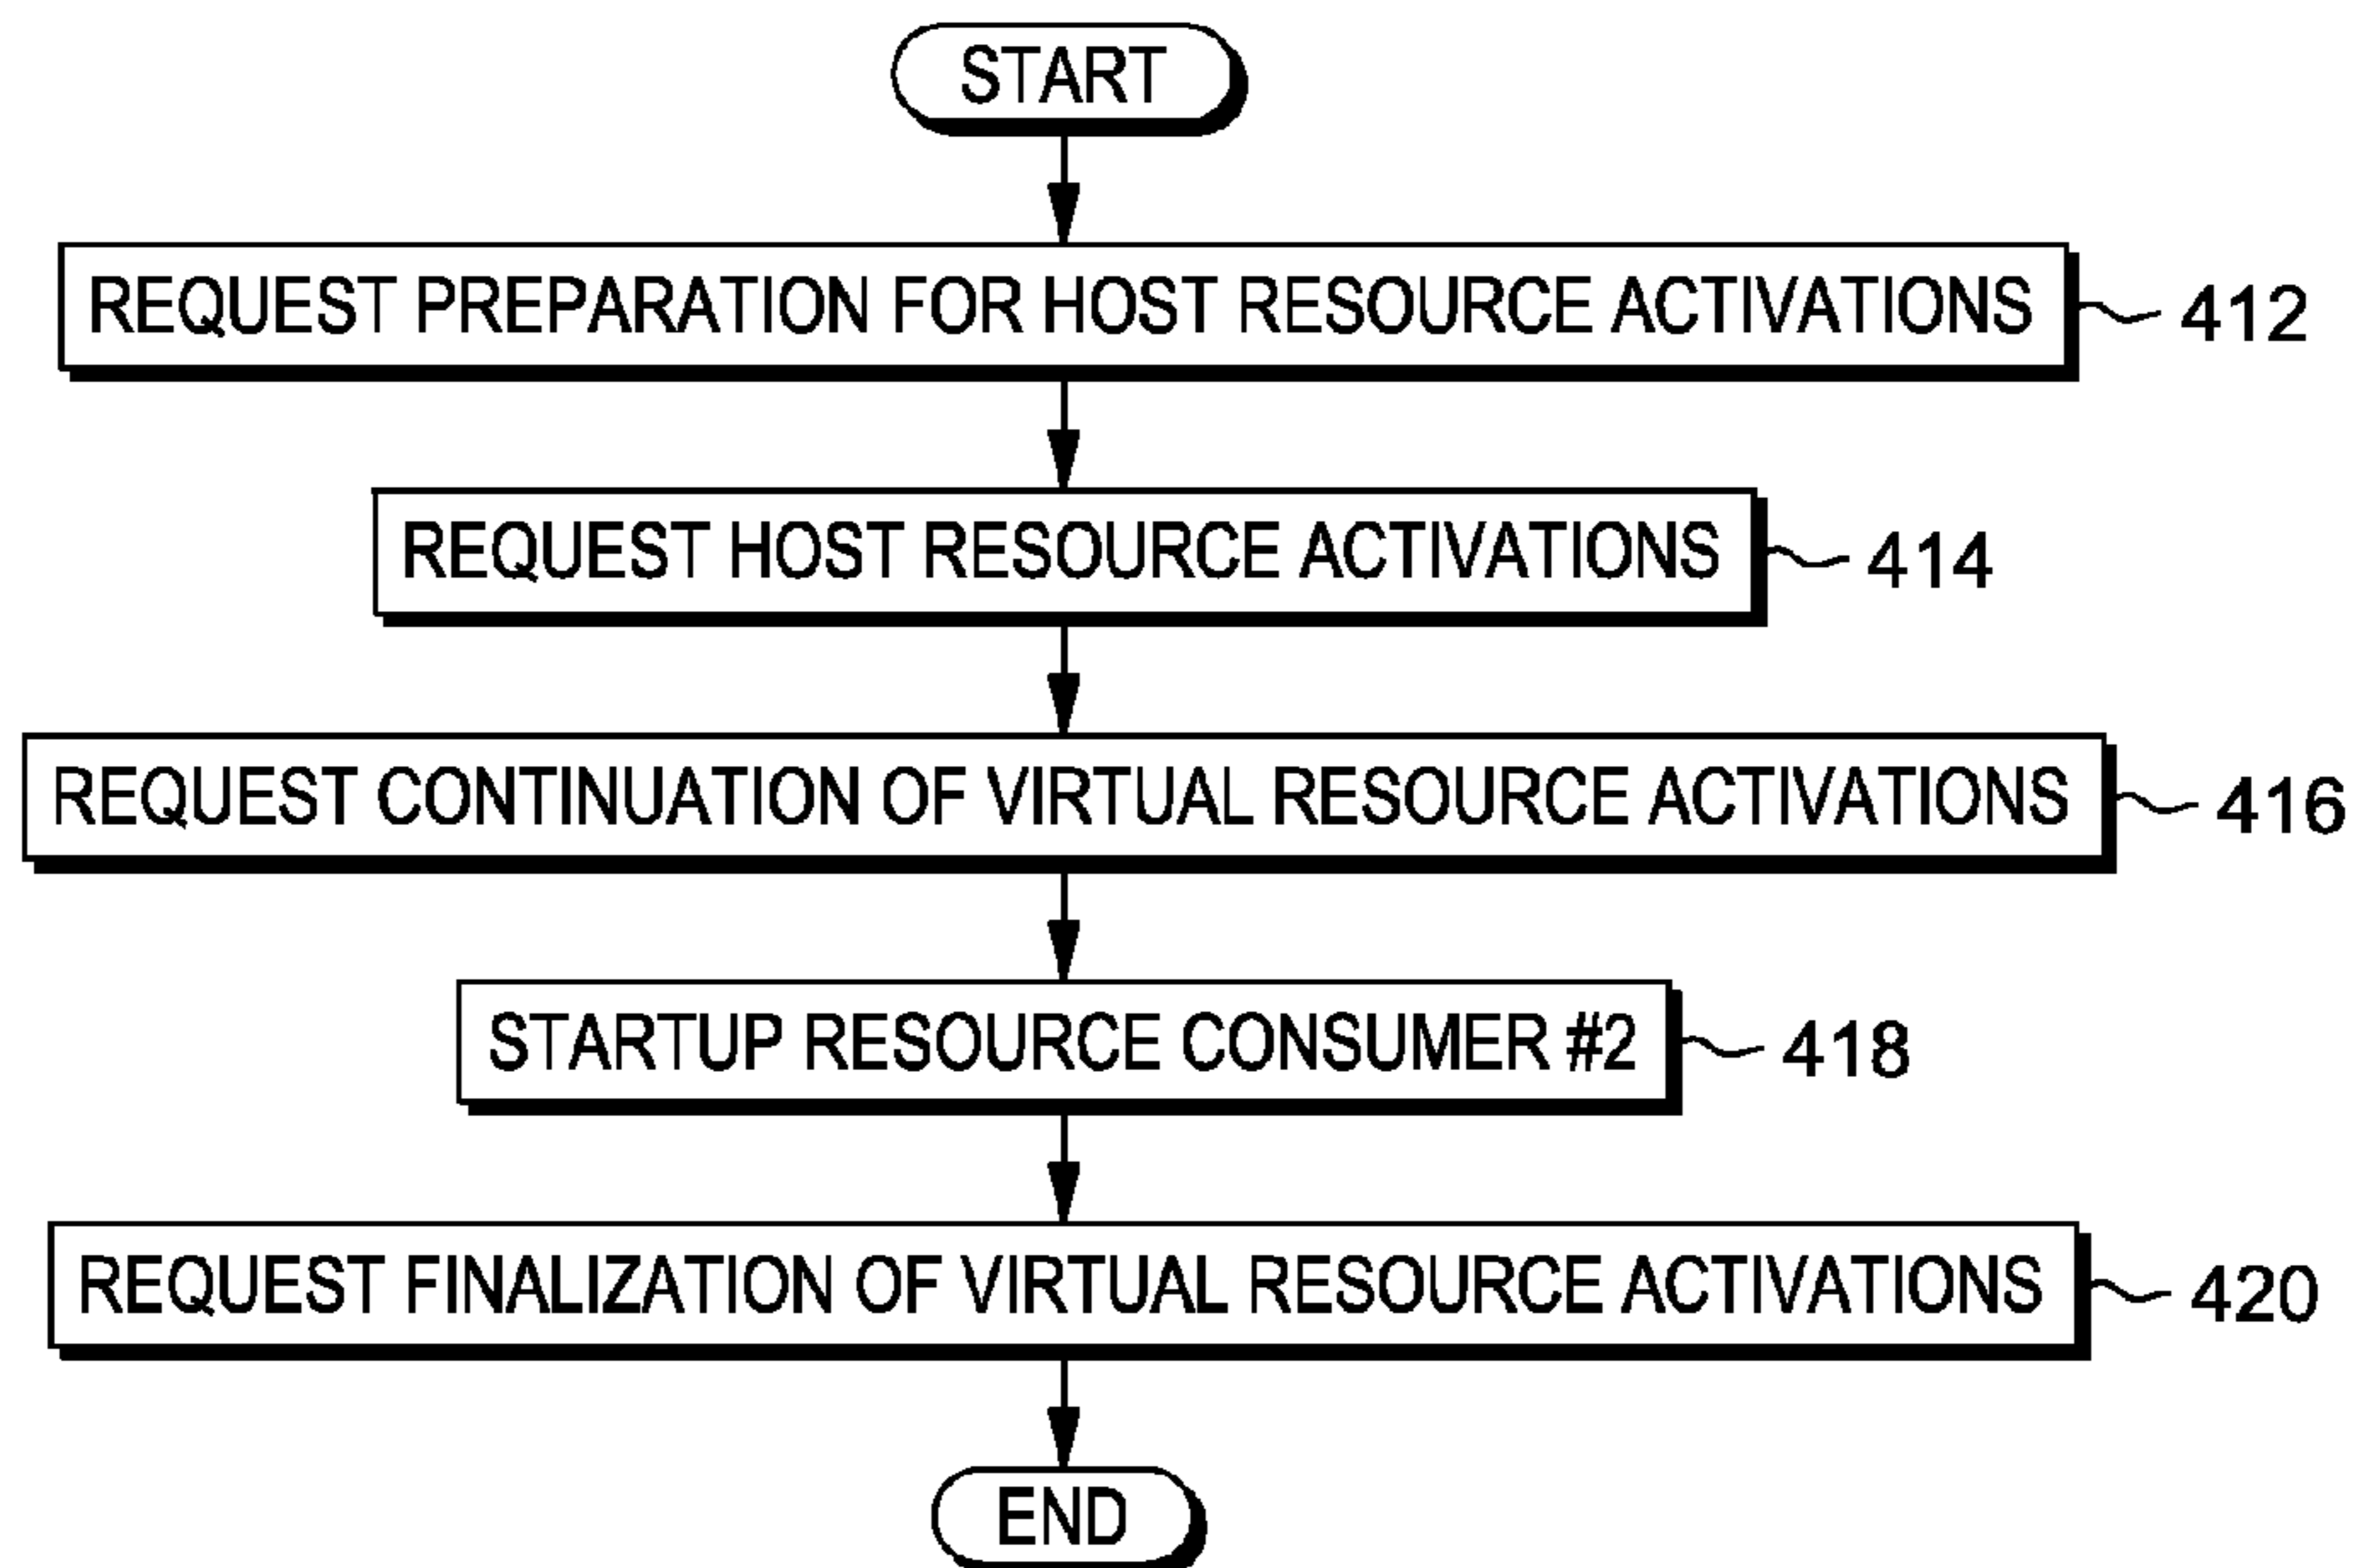 START
REQUEST PREPARATION FOR HOST RESOURCE ACTIVATIONS 412
REQUEST HOST RESOURCE ACTIVATIONS 414
REQUEST CONTINUATION OF VIRTUAL RESOURCE ACTIVATIONS 416
STARTUP RESOURCE CONSUMER #2 418
REQUEST FINALIZATION OF VIRTUAL RESOURCE ACTIVATIONS 420
END